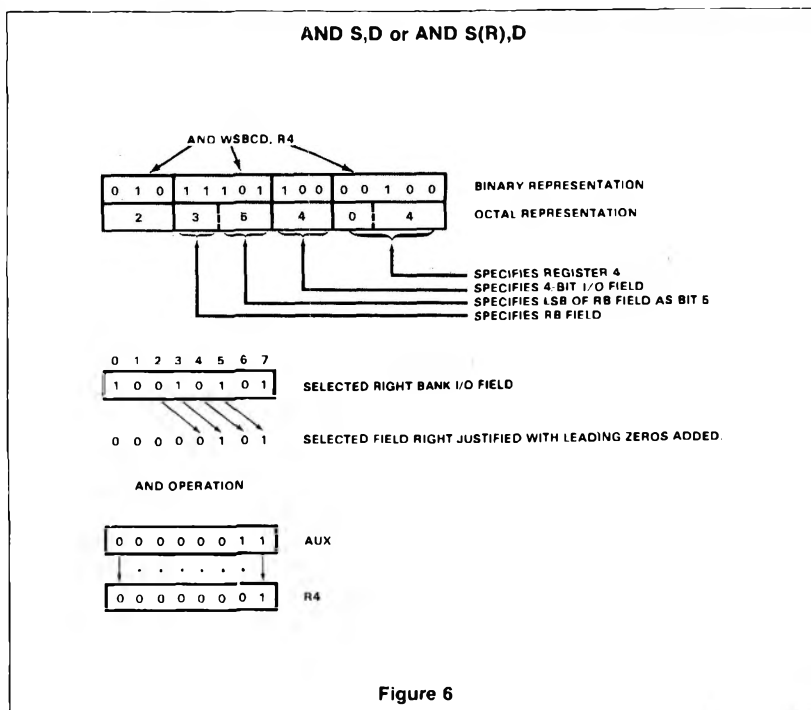 AND S,D or AND S(R),D
AND WSBCD, R4
0 1 0 1 1 1 0 1 1 0 0 0 0 1 0 0 BINARY REPRESENTATION
2 3 5 4 0 4 OCTAL REPRESENTATION
SPECIFIES REGISTER 4
SPECIFIES 4-BIT I/O FIELD
SPECIFIES LSB OF RB FIELD AS BIT 5
SPECIFIES RB FIELD
0 1 2 3 4 5 6 7
1 0 0 1 0 1 0 1 SELECTED RIGHT BANK I/O FIELD
0 0 0 0 0 1 0 1 SELECTED FIELD RIGHT JUSTIFIED WITH LEADING ZEROS ADDED.
AND OPERATION
0 0 0 0 0 0 1 1 AUX
0 0 0 0 0 0 0 1 R4
Figure 6